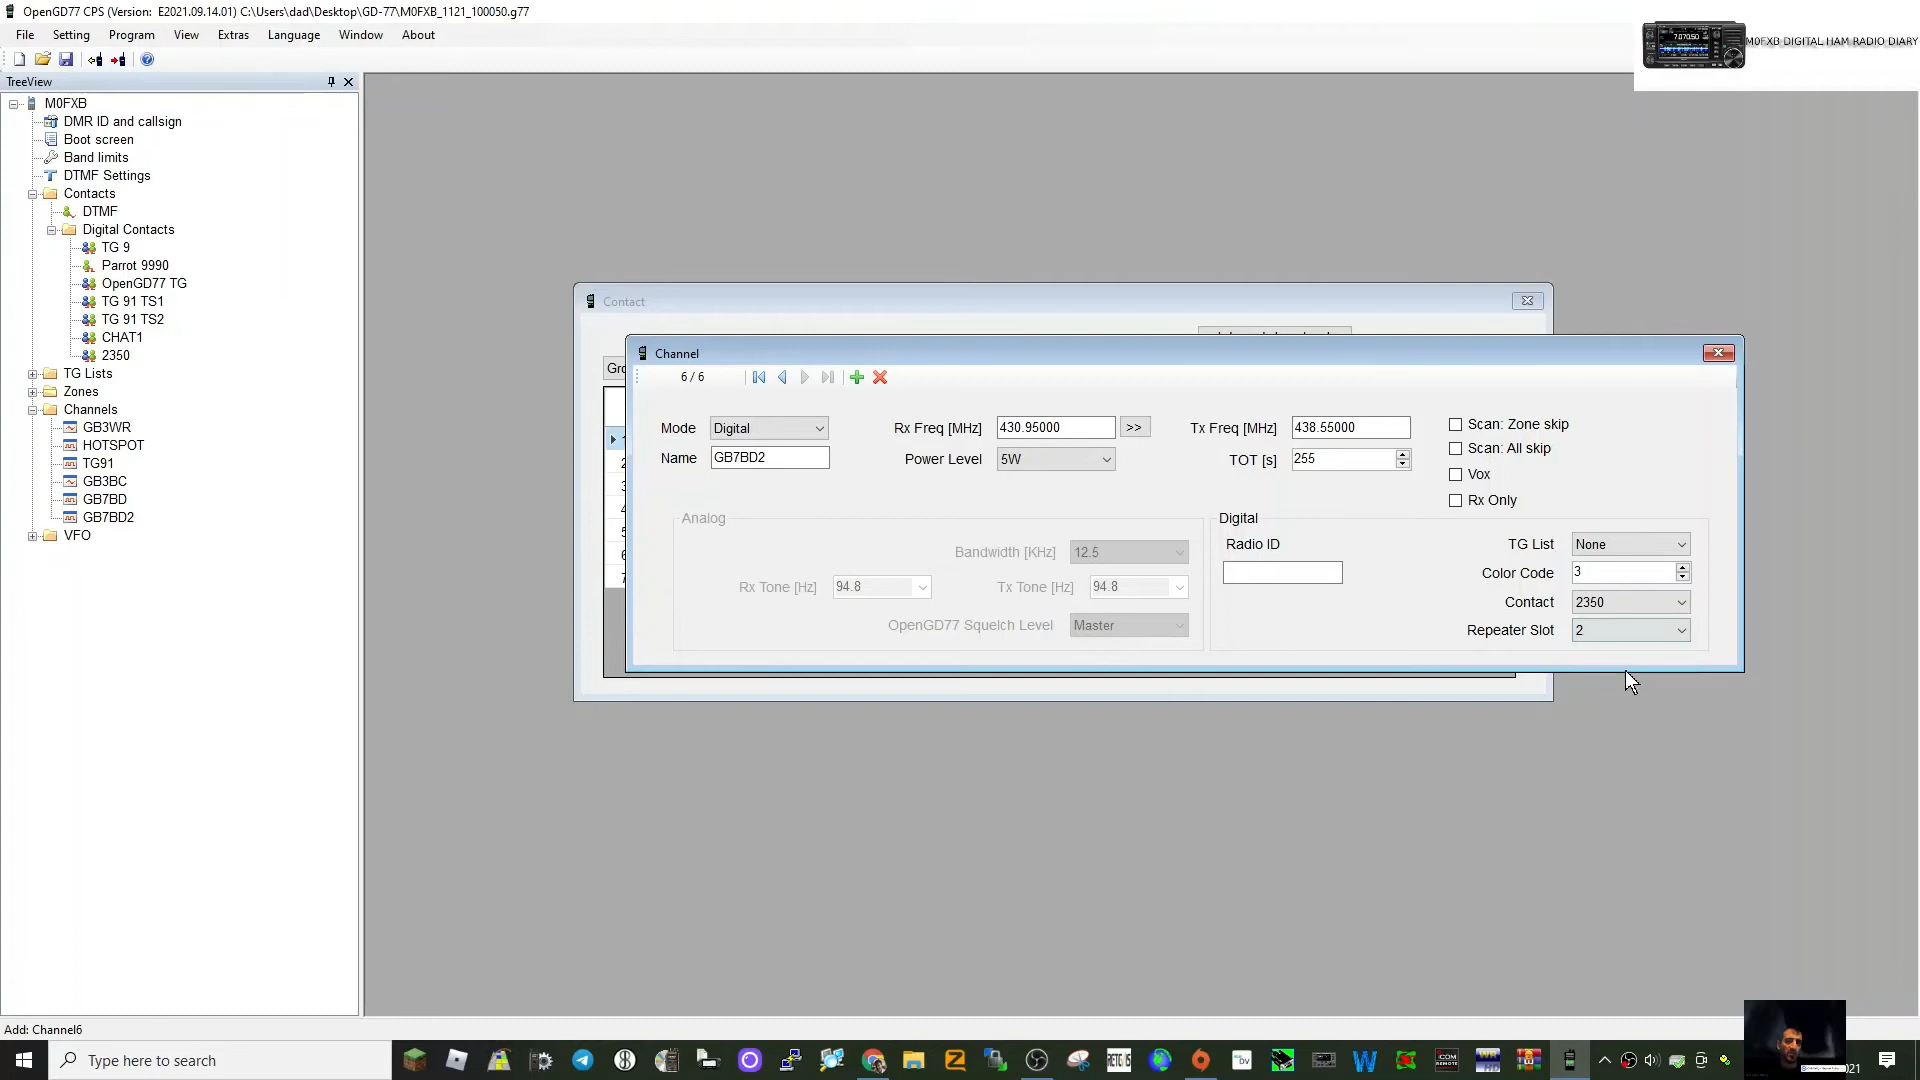 OpenGD77 CPS (Version: E2021.09.14.01) C:\Users\dad\Desktop\GD-77\M0FXB_1121_100050.g77
File Setting Program View Extras Language Window About
M0FXB DIGITAL HAM RADIO DIARY
TreeView
M0FXB
DMR ID and callsign
Boot screen
Band limits
DTMF Settings
Contacts
DTMF
Digital Contacts
TG 9
Parrot 9990
OpenGD77 TG
TG 91 TS1
TG 91 TS2
CHAT1
2350
TG Lists
Zones
Channels
GB3WR
HOTSPOT
TG91
GB3BC
GB7BD
GB7BD2
VFO
Contact
Channel
6 / 6
Mode Digital Rx Freq [MHz] 430.95000 >> Tx Freq [MHz] 438.55000 Scan: Zone skip
Name GB7BD2 Power Level 5W TOT [s] 255 Scan: All skip
Vox
Rx Only
Analog
Bandwidth [KHz] 12.5
Rx Tone [Hz] 94.8 Tx Tone [Hz] 94.8
OpenGD77 Squelch Level Master
Digital
Radio ID TG List None
Color Code 3
Contact 2350
Repeater Slot 2
Add: Channel6
Type here to search